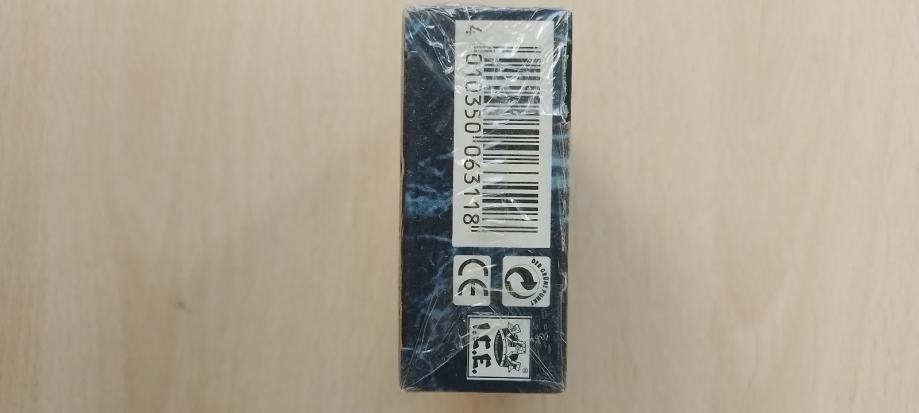 4 010350 063118
CE
DER GRÜNE PUNKT
I.C.E.
®